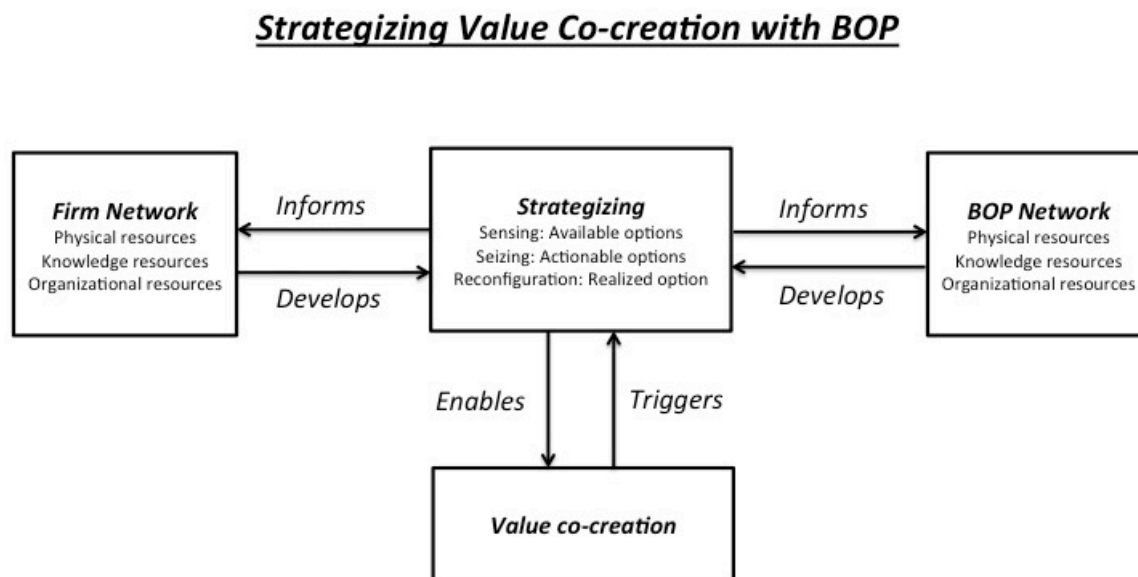 Strategizing Value Co-creation with BOP
Firm Network
Physical resources
Knowledge resources
Organizational resources
Informs
Develops
Strategizing
Sensing: Available options
Seizing: Actionable options
Reconfiguration: Realized option
Informs
Develops
BOP Network
Physical resources
Knowledge resources
Organizational resources
Enables
Triggers
Value co-creation